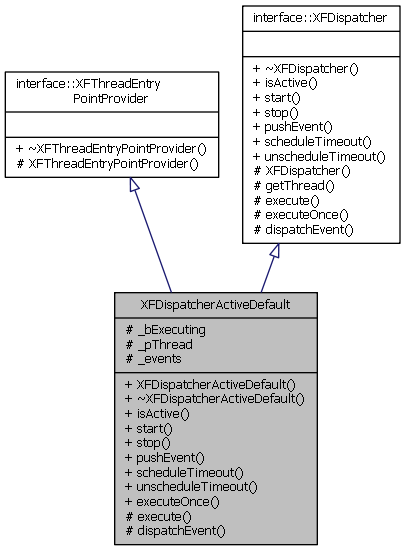 interface::XFDispatcher
+ ~XFDispatcher()
+ isActive()
+ start()
+ stop()
+ pushEvent()
+ scheduleTimeout()
+ unscheduleTimeout()
# XFDispatcher()
# getThread()
# execute()
# executeOnce()
# dispatchEvent()
interface::XFThreadEntry
PointProvider
+ ~XFThreadEntryPointProvider()
# XFThreadEntryPointProvider()
XFDispatcherActiveDefault
# _bExecuting
# _pThread
# _events
+ XFDispatcherActiveDefault()
+ ~XFDispatcherActiveDefault()
+ isActive()
+ start()
+ stop()
+ pushEvent()
+ scheduleTimeout()
+ unscheduleTimeout()
+ executeOnce()
# execute()
# dispatchEvent()